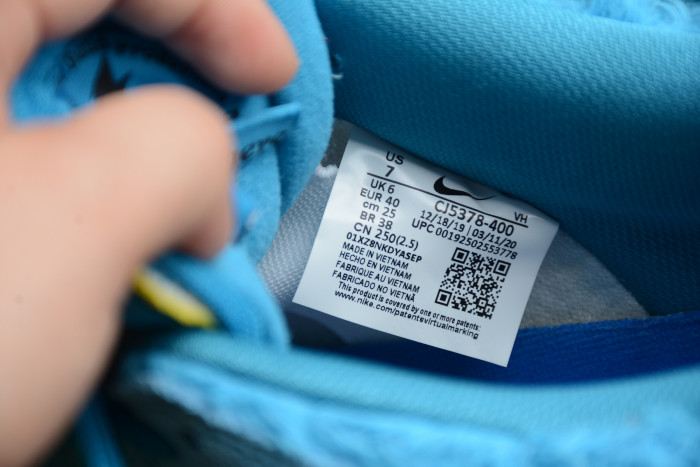 US
7
UK 6
EUR 40
cm 25
BR 38
CN 250(2.5)
CJ5378-400
VH
12/18/19 | 03/11/20
UPC 00192502553778
01XZ8NKDYASEP
MADE IN VIETNAM
HECHO EN VIETNAM
FABRIQUE AU VIETNAM
FABRICADO NO VIETNÃ
This product is covered by one or more patents:
www.nike.com/patentsvirtualmarking